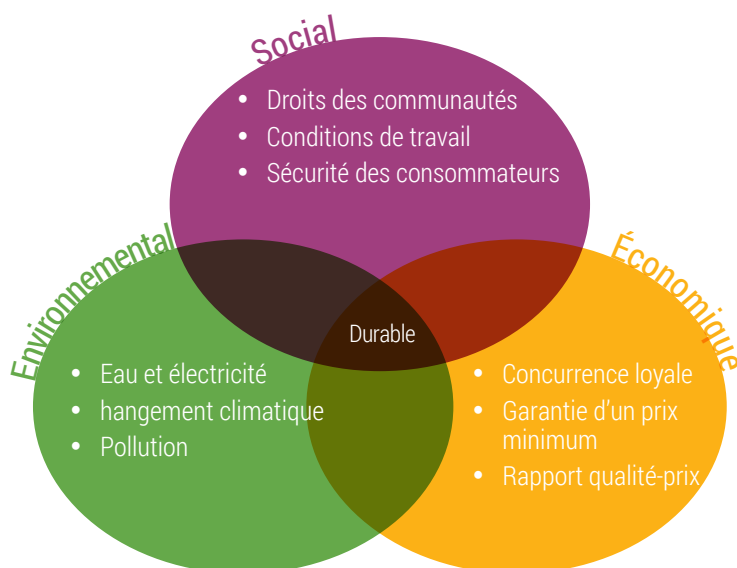 Social
• Droits des communautés
• Conditions de travail
• Sécurité des consommateurs
Environnemental
Économique
Durable
• Eau et électricité
• hangement climatique
• Pollution
• Concurrence loyale
• Garantie d’un prix
minimum
• Rapport qualité-prix